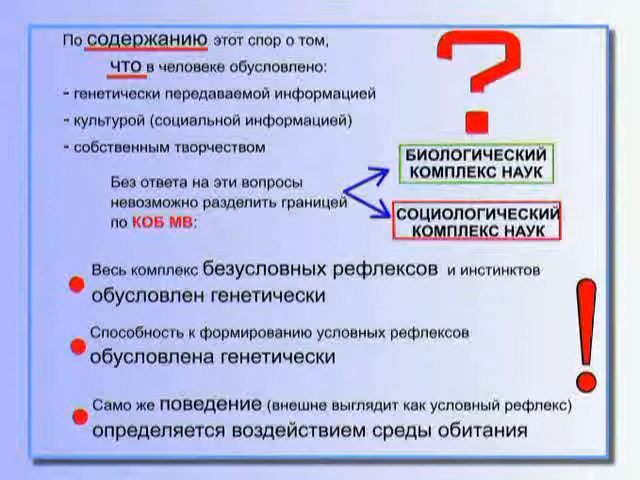 По содержанию этот спор о том,
ЧТО в человеке обусловлено:
- генетически передаваемой информацией
- культурой (социальной информацией)
- собственным творчеством
?
Без ответа на эти вопросы
невозможно разделить границей
по КОБ МВ:
БИОЛОГИЧЕСКИЙ
КОМПЛЕКС НАУК
СОЦИОЛОГИЧЕСКИЙ
КОМПЛЕКС НАУК
Весь комплекс безусловных рефлексов и инстинктов
обусловлен генетически
Способность к формированию условных рефлексов
обусловлена генетически
!
Само же поведение (внешне выглядит как условный рефлекс)
определяется воздействием среды обитания